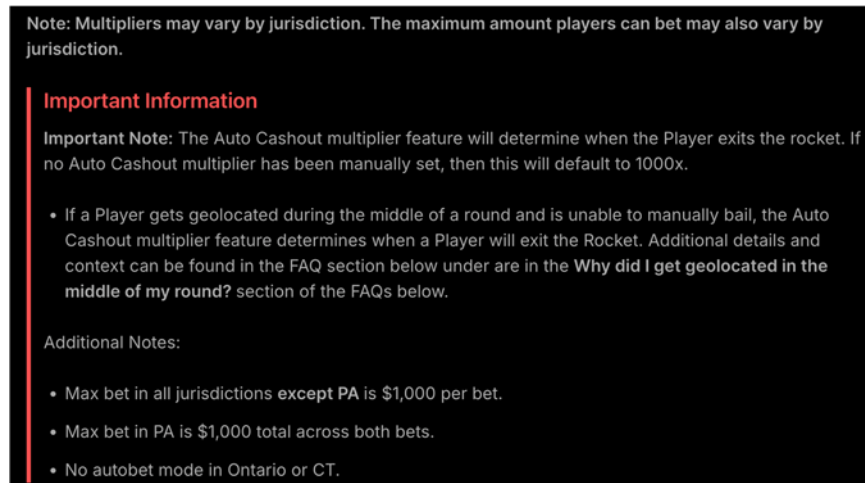 Note: Multipliers may vary by jurisdiction. The maximum amount players can bet may also vary by
jurisdiction.
Important Information
Important Note: The Auto Cashout multiplier feature will determine when the Player exits the rocket. If
no Auto Cashout multiplier has been manually set, then this will default to 1000x.
• If a Player gets geolocated during the middle of a round and is unable to manually bail, the Auto
Cashout multiplier feature determines when a Player will exit the Rocket. Additional details and
context can be found in the FAQ section below under are in the Why did I get geolocated in the
middle of my round? section of the FAQs below.
Additional Notes:
• Max bet in all jurisdictions except PA is $1,000 per bet.
• Max bet in PA is $1,000 total across both bets.
• No autobet mode in Ontario or CT.